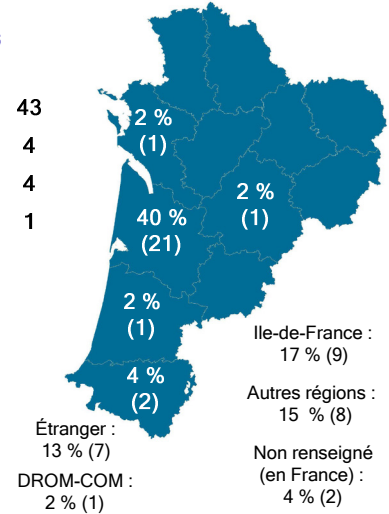 43
4
4
1
2 %
(1)
2 %
(1)
40 %
(21)
2 %
(1)
4 %
(2)
Ile-de-France :
17 % (9)
Autres régions :
15 % (8)
Étranger :
13 % (7)
Non renseigné
(en France) :
4 % (2)
DROM-COM :
2 % (1)